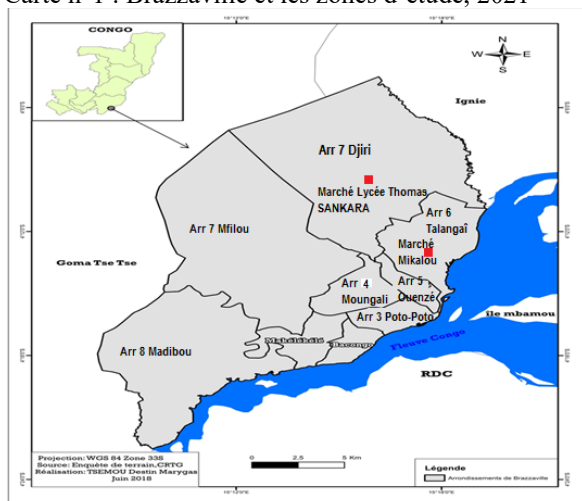 Carte n°1 : Brazzaville et les zones d'étude, 2021
CONGO
N
W
E
S
Ignie
Arr 7 Djiri
Marché Lycée Thomas
SANKARA
Arr 6
Talangaî
Arr 7 Mfilou
Marché
Mikalou
Goma Tse Tse
Arr 4
Moungali
Arr 5
Ouenzé
Arr 3 Poto-Poto
île mbamou
Makélékélé
Bacongo
Fleuve Congo
Arr 8 Madibou
RDC
Projection: WGS 84 Zone 33S
Source: Enquête de terrain,CRTG
Réalisation: TSEMOU Destin Marygas
Juin 2018
0 2.5 5 Km
Légende
Arrondissements de Brazzaville